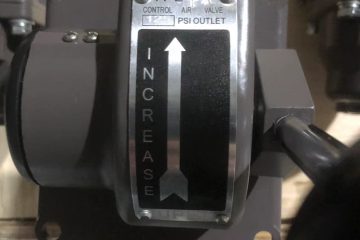 CONTROL AIR VALVE
PSI OUTLET
INCREASE